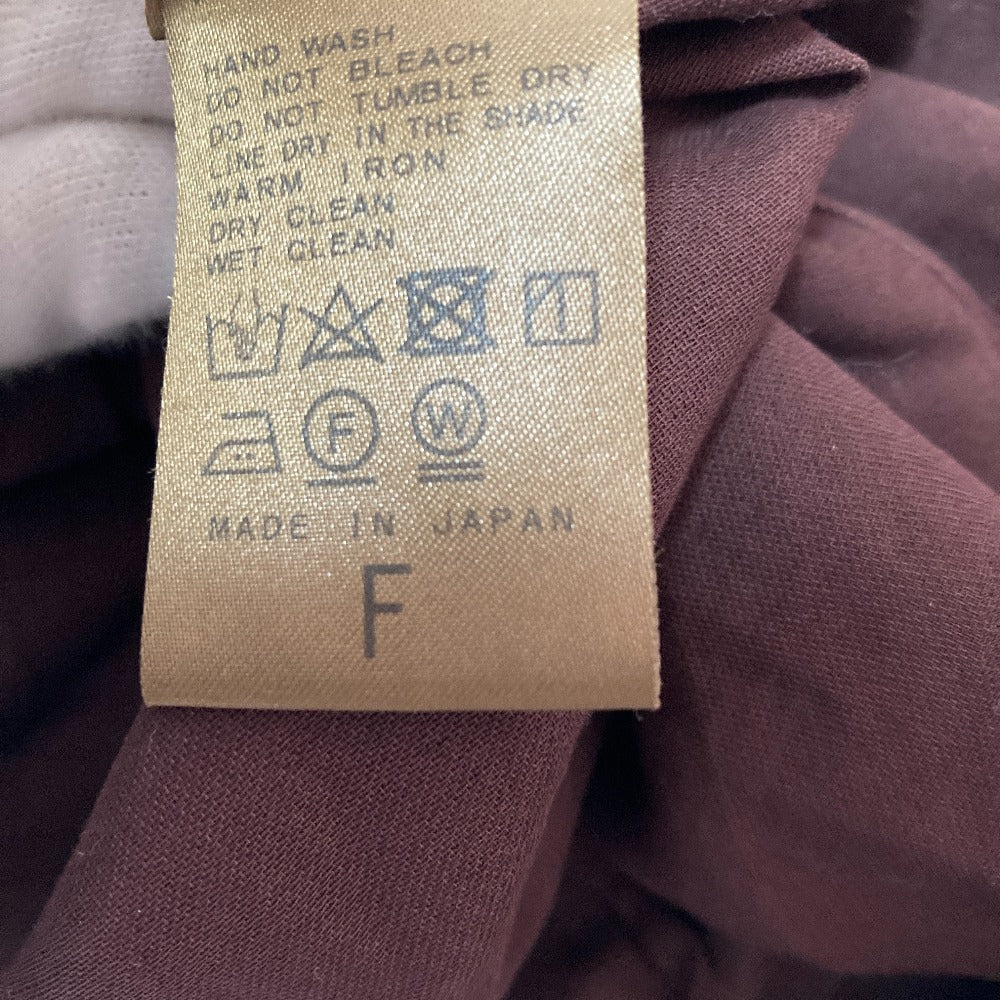 HAND WASH
DO NOT BLEACH
DO NOT TUMBLE DRY
LINE DRY IN THE SHADE
WARM IRON
DRY CLEAN
WET CLEAN
F W
MADE IN JAPAN
F